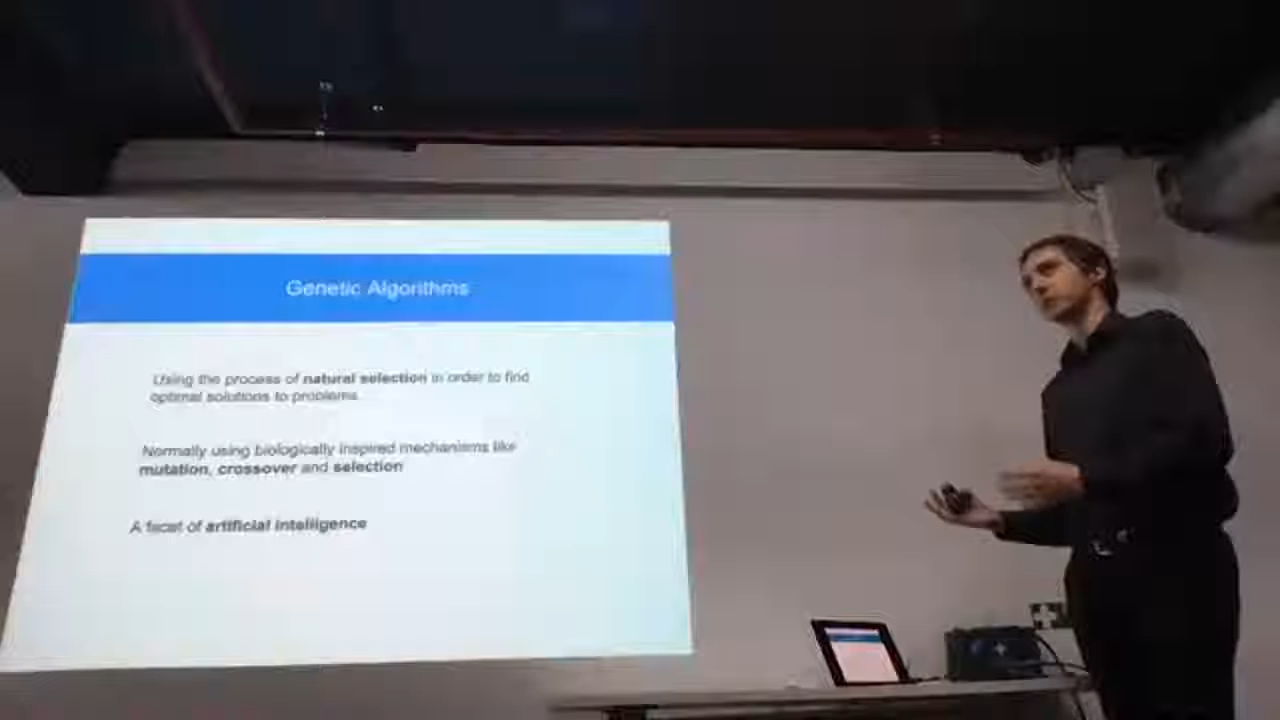 Genetic Algorithms
Using the process of natural selection in order to find
optimal solutions to problems.
Normally using biologically inspired mechanisms like
mutation, crossover and selection
A facet of artificial intelligence